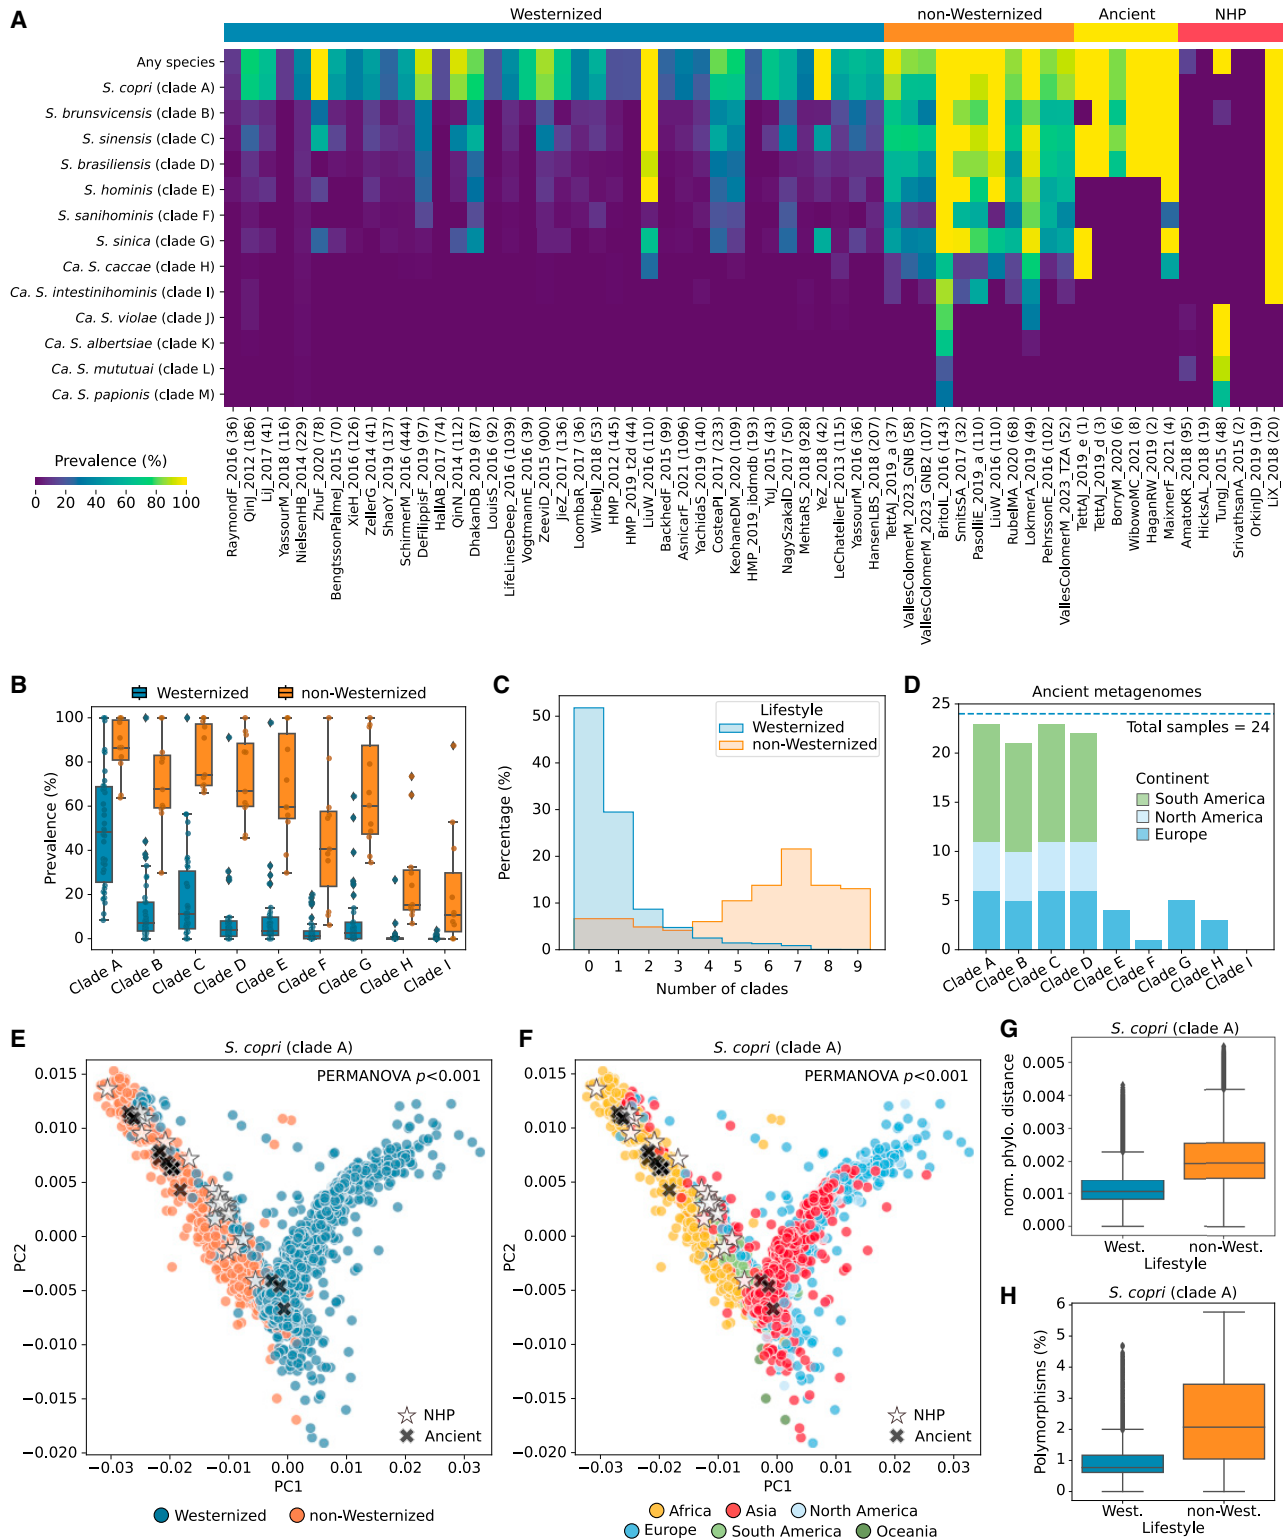 A
Westernized
non-Westernized
Ancient
NHP
Any species
S. copri (clade A)
S. brunsvicensis (clade B)
S. sinensis (clade C)
S. brasiliensis (clade D)
S. hominis (clade E)
S. sanihominis (clade F)
S. sinica (clade G)
Ca. S. caccae (clade H)
Ca. S. intestinihominis (clade I)
Ca. S. violae (clade J)
Ca. S. albertsiae (clade K)
Ca. S. mututuai (clade L)
Ca. S. papionis (clade M)
Prevalence (%)
0 20 40 60 80 100
RaymondF_2016 (36)
QinJ_2012 (186)
LiJ_2017 (41)
YassourM_2018 (116)
NielsenHB_2014 (229)
ZhuF_2020 (78)
BengtssonPalmeJ_2015 (70)
XieH_2016 (126)
ZellerG_2014 (41)
ShaoY_2019 (137)
SchirmerM_2016 (444)
DeFilippisF_2019 (97)
HallAB_2017 (74)
QinN_2014 (112)
DhakanDB_2019 (87)
LouisS_2016 (92)
LifeLinesDeep_2016 (1039)
VogtmannE_2016 (39)
ZeeviD_2015 (900)
JieZ_2017 (136)
LoombaR_2017 (36)
WirbelJ_2018 (53)
HMP_2012 (145)
HMP_2019_t2d (44)
LiuW_2016 (110)
BackhedF_2015 (99)
AsnicarF_2021 (1096)
YachidaS_2019 (140)
CosteaPI_2017 (233)
KeohaneDM_2020 (109)
HMP_2019_ibdmdb (193)
YuJ_2015 (43)
NagySzakalD_2017 (50)
MehtaRS_2018 (928)
YeZ_2018 (42)
LeChatelierE_2013 (115)
YassourM_2016 (36)
HansenLBS_2018 (207)
TettAJ_2019_a (37)
VallesColomerM_2023_GNB (58)
VallesColomerM_2023_GNB2 (107)
BritoIL_2016 (143)
SmitsSA_2017 (32)
PasolliE_2019_a (110)
LiuW_2016 (110)
RubelMA_2020 (68)
LokmerA_2019 (49)
PehrssonE_2016 (102)
VallesColomerM_2023_TZA (52)
TettAJ_2019_e (1)
TettAJ_2019_d (3)
BorryM_2020 (6)
WibowoMC_2021 (8)
HaganRW_2019 (2)
MaixnerF_2021 (4)
AmatoKR_2018 (95)
HicksAL_2018 (19)
TungJ_2015 (48)
SrivathsanA_2015 (2)
OrkinJD_2019 (19)
LiX_2018 (20)
B
Westernized
non-Westernized
Prevalence (%)
100
80
60
40
20
0
Clade A
Clade B
Clade C
Clade D
Clade E
Clade F
Clade G
Clade H
Clade I
C
Lifestyle
Westernized
non-Westernized
Percentage (%)
50
40
30
20
10
0
0 1 2 3 4 5 6 7 8 9
Number of clades
D
Ancient metagenomes
Total samples = 24
Continent
South America
North America
Europe
25
20
15
10
5
0
Clade A
Clade B
Clade C
Clade D
Clade E
Clade F
Clade G
Clade H
Clade I
E
S. copri (clade A)
PERMANOVA p<0.001
PC2
0.015
0.010
0.005
0.000
−0.005
−0.010
−0.015
−0.020
NHP
Ancient
−0.03 −0.02 −0.01 0.00 0.01 0.02 0.03
PC1
Westernized
non-Westernized
F
S. copri (clade A)
PERMANOVA p<0.001
PC2
0.015
0.010
0.005
0.000
−0.005
−0.010
−0.015
−0.020
NHP
Ancient
−0.03 −0.02 −0.01 0.00 0.01 0.02 0.03
PC1
Africa
Asia
North America
Europe
South America
Oceania
G
S. copri (clade A)
norm. phylo. distance
0.005
0.004
0.003
0.002
0.001
0.000
West.
non-West.
Lifestyle
H
S. copri (clade A)
Polymorphisms (%)
6
5
4
3
2
1
0
West.
non-West.
Lifestyle